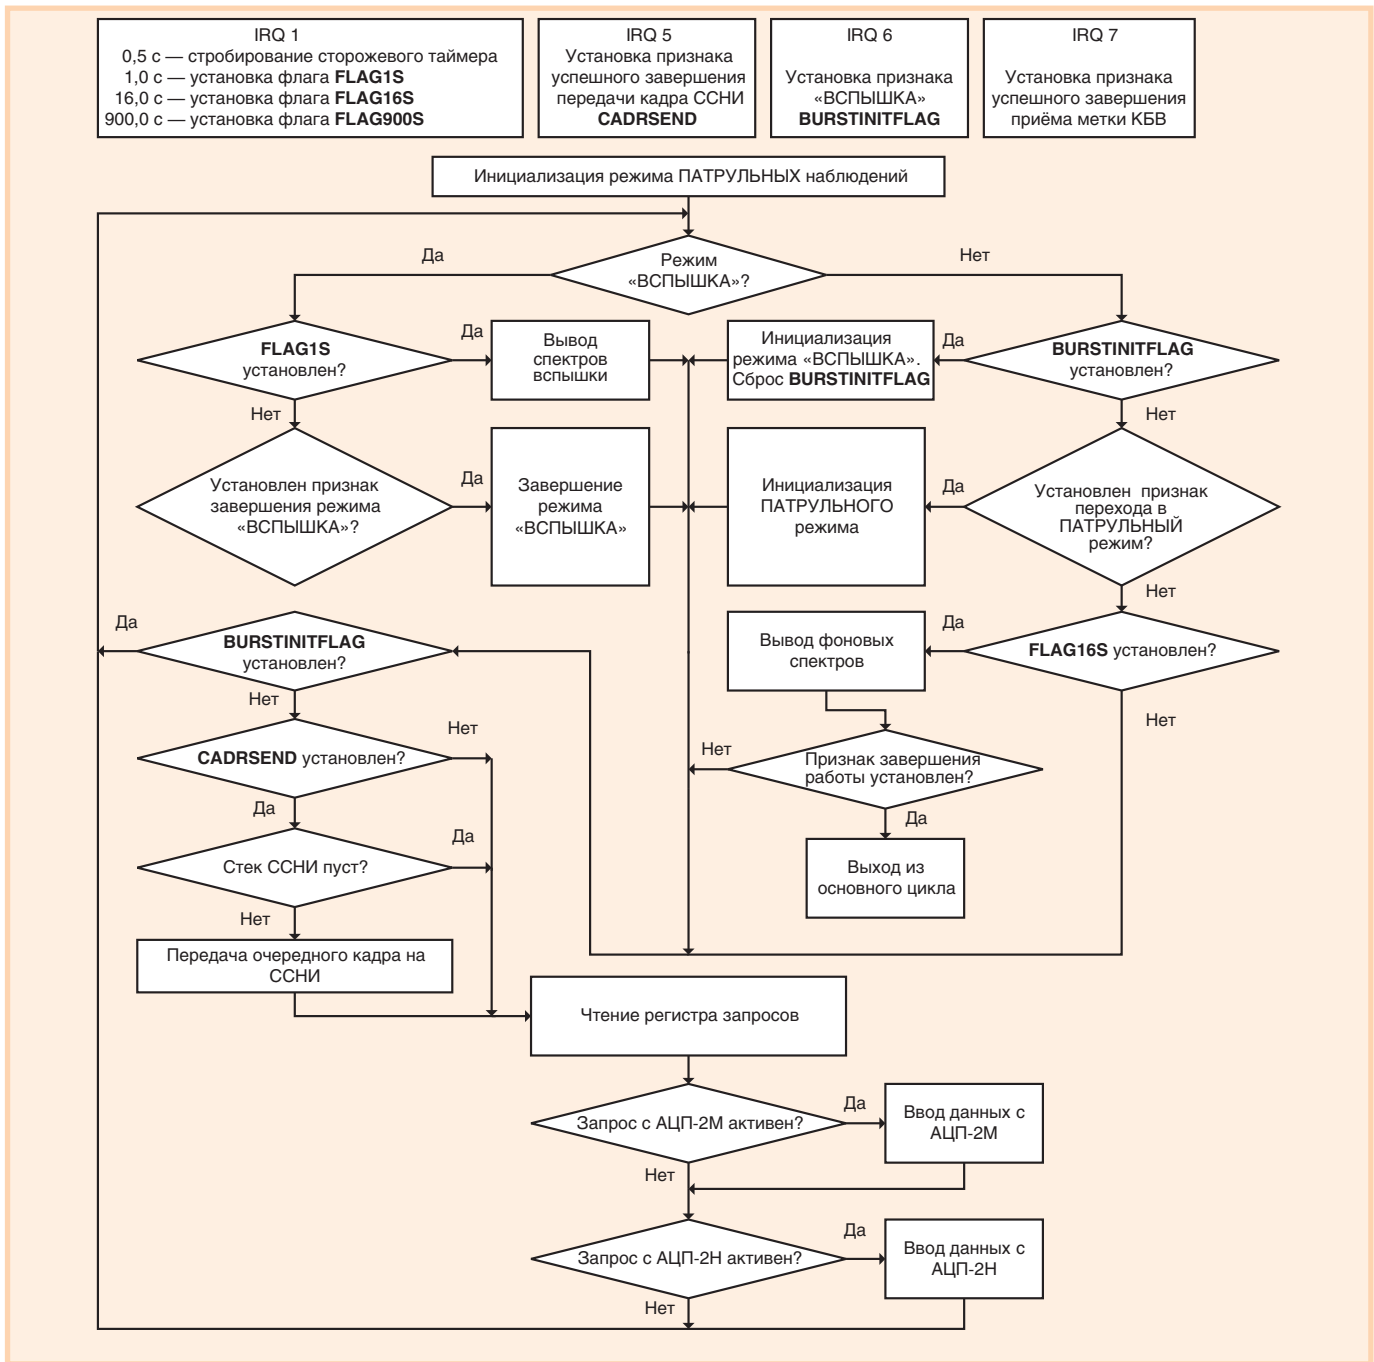 IRQ 1
0,5 с — стробирование сторожевого таймера
1,0 с — установка флага FLAG1S
16,0 с — установка флага FLAG16S
900,0 с — установка флага FLAG900S
IRQ 5
Установка признака
успешного завершения
передачи кадра ССНИ
CADRSEND
IRQ 6
Установка признака
«ВСПЫШКА»
BURSTINITFLAG
IRQ 7
Установка признака
успешного завершения
приёма метки КБВ
Инициализация режима ПАТРУЛЬНЫХ наблюдений
Да
Режим
«ВСПЫШКА»?
Нет
FLAG1S
установлен?
Да
Вывод
спектров
вспышки
Инициализация
режима «ВСПЫШКА».
Сброс BURSTINITFLAG
Да
BURSTINITFLAG
установлен?
Нет
Нет
Установлен признак
завершения режима
«ВСПЫШКА»?
Да
Завершение
режима
«ВСПЫШКА»
Инициализация
ПАТРУЛЬНОГО
режима
Да
Установлен признак
перехода в
ПАТРУЛЬНЫЙ
режим?
Нет
Да
BURSTINITFLAG
установлен?
Вывод фоновых
спектров
Да
FLAG16S установлен?
Нет
Нет
CADRSEND установлен?
Нет
Нет
Признак завершения
работы установлен?
Да
Да
Да
Стек ССНИ пуст?
Выход из
основного цикла
Нет
Передача очередного кадра на
ССНИ
Чтение регистра запросов
Запрос с АЦП-2М активен?
Да
Ввод данных с
АЦП-2М
Нет
Запрос с АЦП-2Н активен?
Да
Ввод данных с
АЦП-2Н
Нет